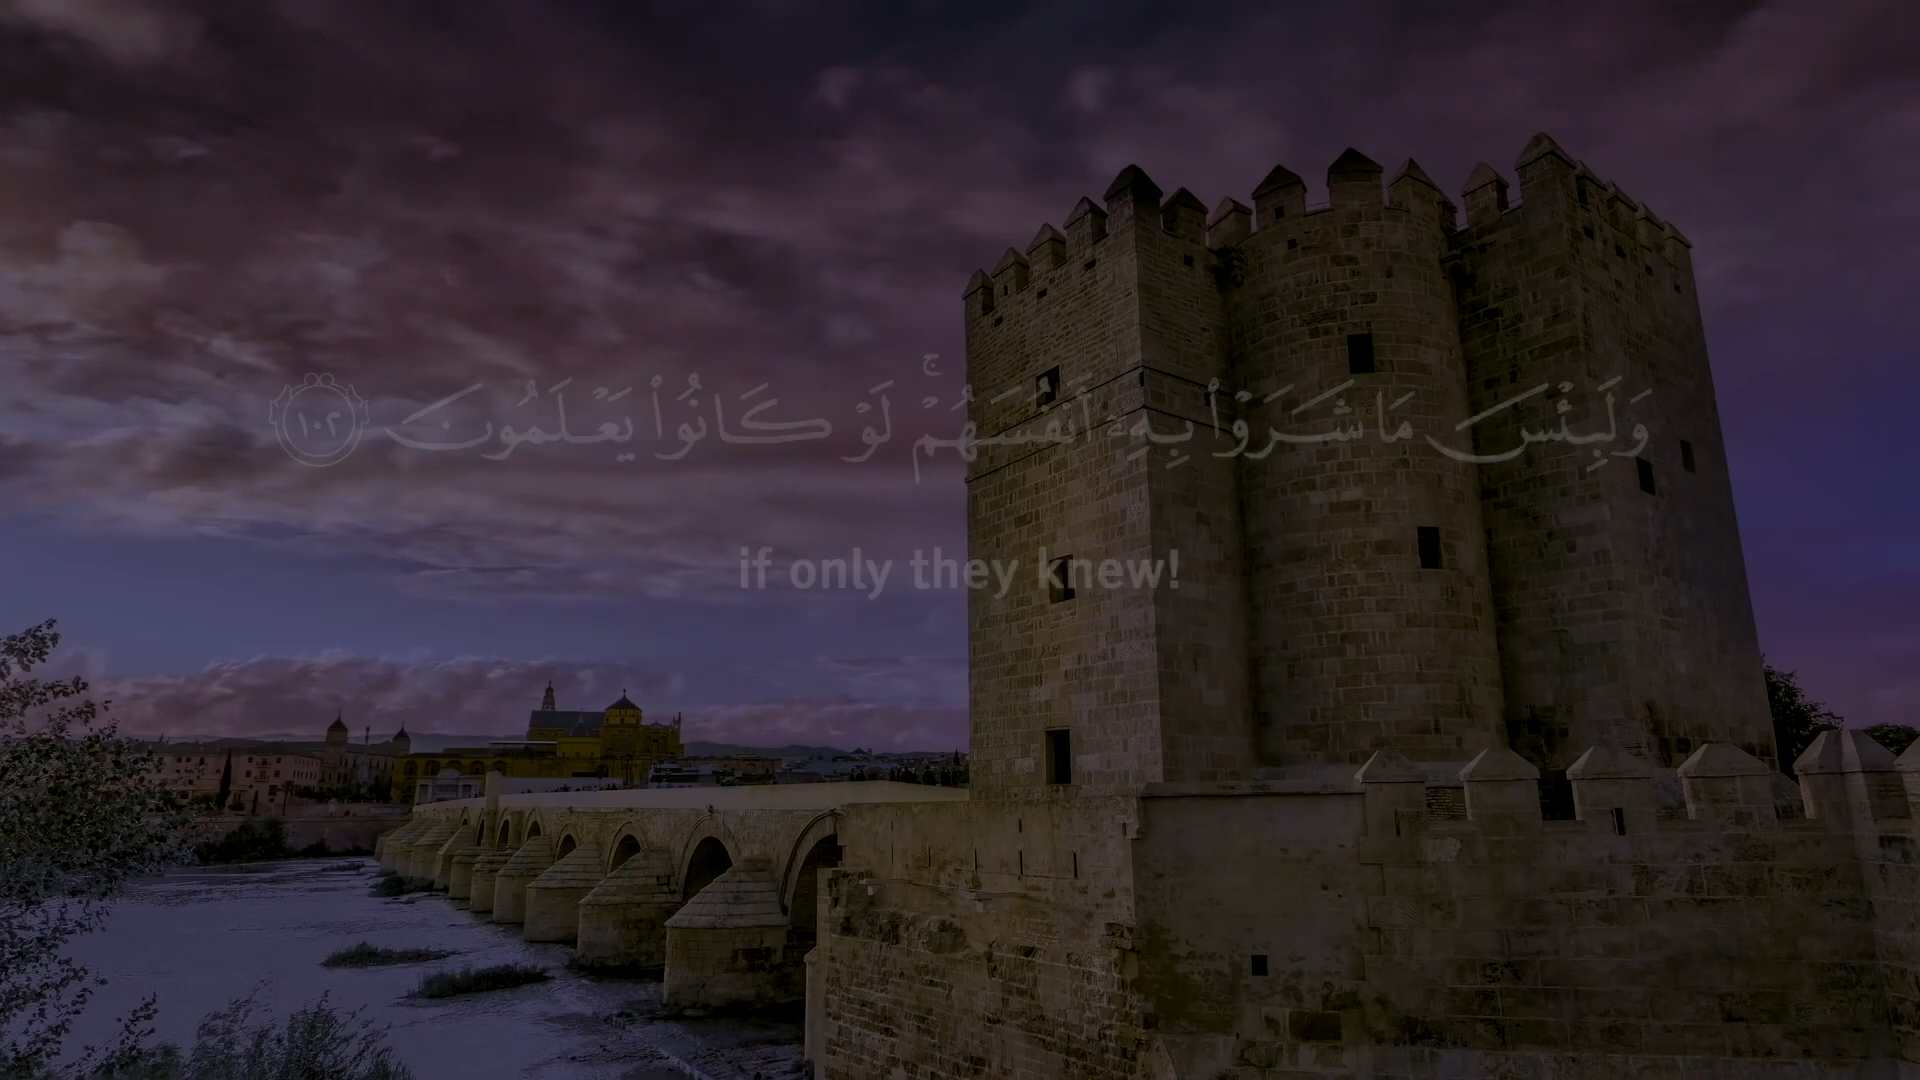 وَلَبِئْسَ مَا شَرَوْا۟ بِهِۦٓ أَنفُسَهُمْ ۚ لَوْ كَانُوا۟ يَعْلَمُونَ ١٠٢
if only they knew!